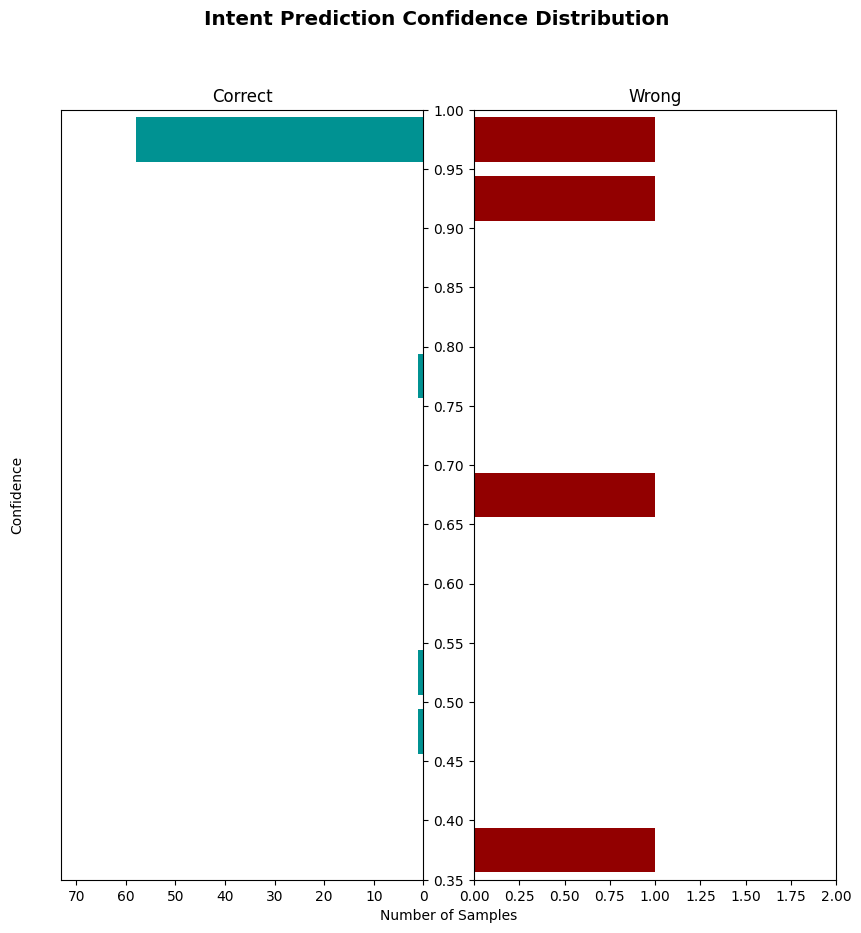 Intent Prediction Confidence Distribution
Correct
Wrong
Confidence
1.00
0.95
0.90
0.85
0.80
0.75
0.70
0.65
0.60
0.55
0.50
0.45
0.40
0.35
70 60 50 40 30 20 10 0
0.00 0.25 0.50 0.75 1.00 1.25 1.50 1.75 2.00
Number of Samples